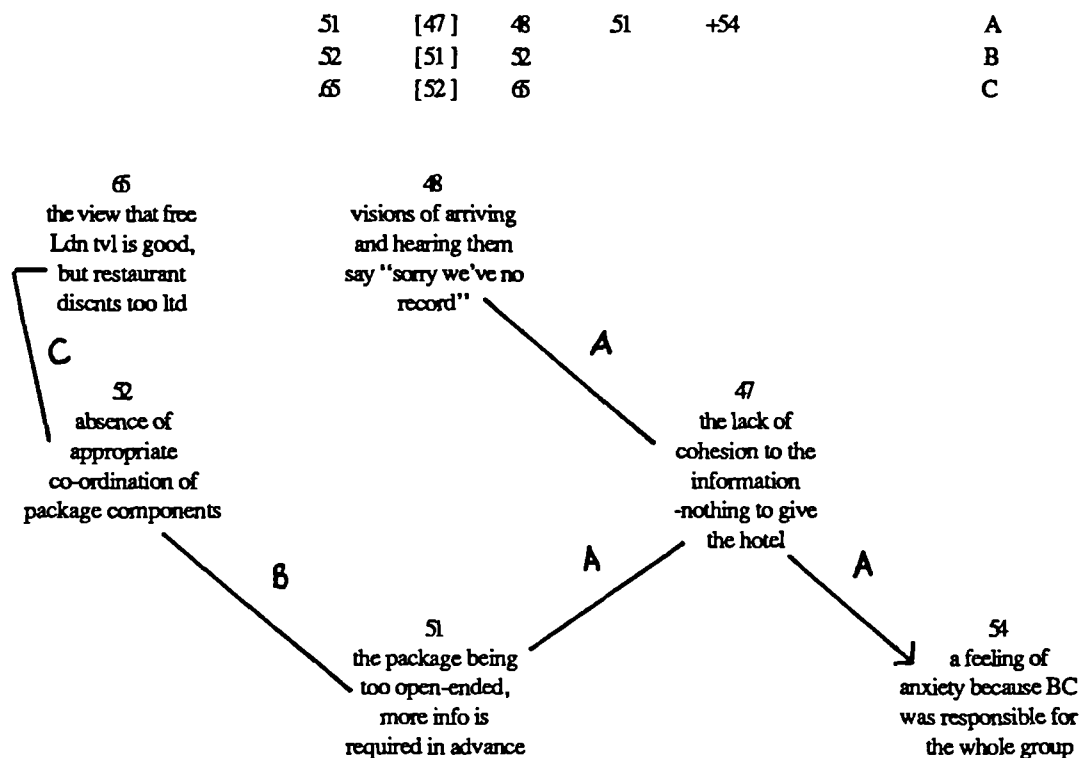 51 [47] 48 51 +54 A
52 [51] 52 B
65 [52] 65 C
65
the view that free
Ldn tvl is good,
but restaurant
discnts too ltd
48
visions of arriving
and hearing them
say "sorry we've no
record"
C
A
52
absence of
appropriate
co-ordination of
package components
47
the lack of
cohesion to the
information
-nothing to give
the hotel
B
A
A
51
the package being
too open-ended,
more info is
required in advance
54
a feeling of
anxiety because BC
was responsible for
the whole group